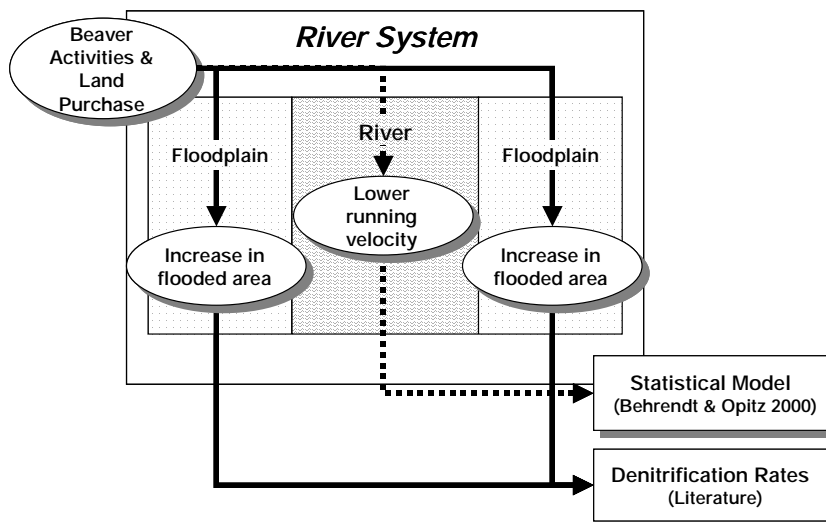 River System
Beaver
Activities &
Land
Purchase
Floodplain
River
Floodplain
Increase in
flooded area
Lower
running
velocity
Increase in
flooded area
Statistical Model
(Behrendt & Opitz 2000)
Denitrification Rates
(Literature)